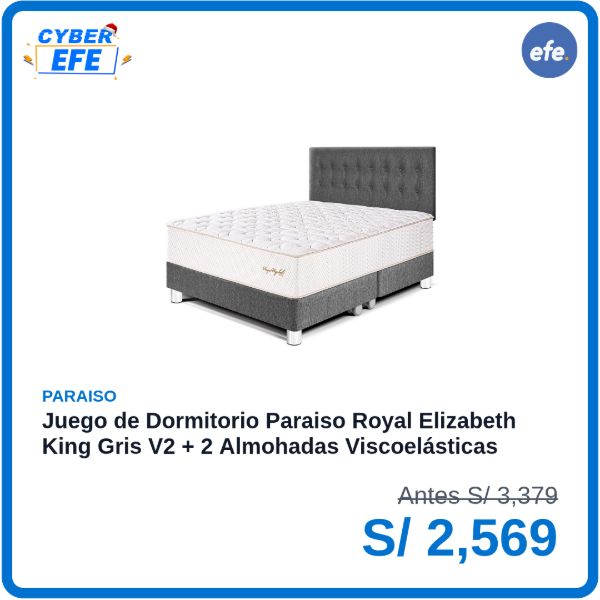 CYBER
EFE
efe.
PARAISO
Juego de Dormitorio Paraiso Royal Elizabeth
King Gris V2 + 2 Almohadas Viscoelásticas
Antes S/ 3,379
S/ 2,569